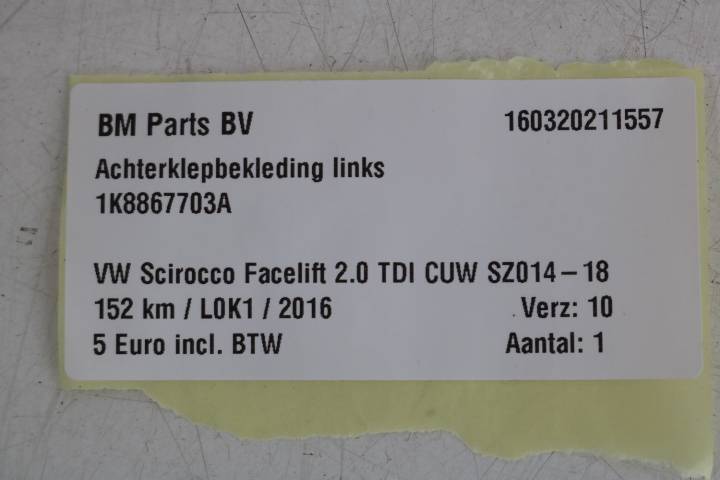 BM Parts BV 160320211557
Achterklepbekleding links
1K8867703A
VW Scirocco Facelift 2.0 TDI CUW SZ014-18
152 km / L0K1 / 2016 Verz: 10
5 Euro incl. BTW Aantal: 1